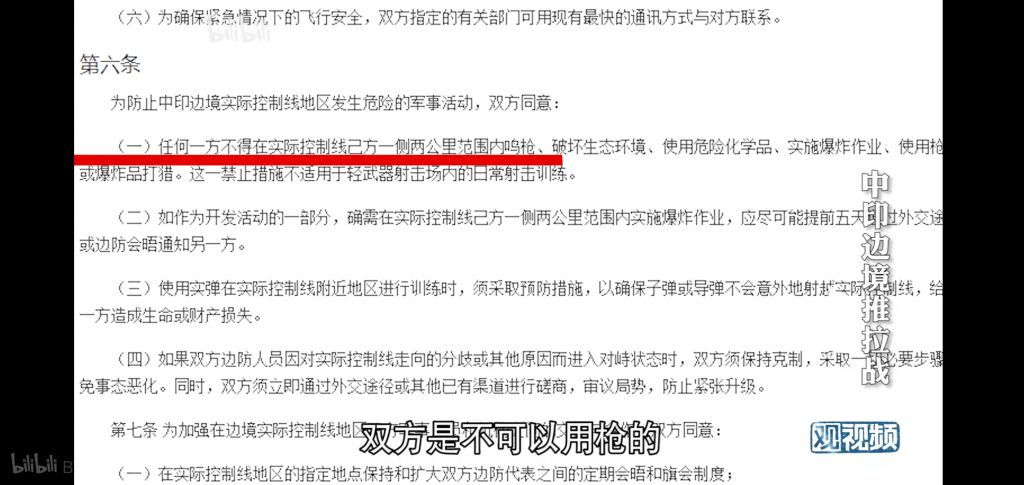 （六）为确保紧急情况下的飞行安全，双方指定的有关部门可用现有最快的通讯方式与对方联系。
bilibili
第六条
为防止中印边境实际控制线地区发生危险的军事活动，双方同意：
（一）任何一方不得在实际控制线己方一侧两公里范围内鸣枪、破坏生态环境、使用危险化学品、实施爆炸作业、使用枪
或爆炸品打猎。这一禁止措施不适用于轻武器射击场内的日常射击训练。
（二）如作为开发活动的一部分，确需在实际控制线己方一侧两公里范围内实施爆炸作业，应尽可能提前五天 过外交途
或边防会晤通知另一方。
（三）使用实弹在实际控制线附近地区进行训练时，须采取预防措施，以确保子弹或导弹不会意外地射越实际控制线，给
一方造成生命或财产损失。
（四）如果双方边防人员因对实际控制线走向的分歧或其他原因而进入对峙状态时，双方须保持克制，采取一 必要步骤
免事态恶化。同时，双方须立即通过外交途径或其他已有渠道进行磋商，审议局势，防止紧张升级。
第七条 为加强在边境实际控制线地区 双方同意：
（一）在实际控制线地区的指定地点保持和扩大双方边防代表之间的定期会晤和旗会制度；
中印边境推拉战
双方是不可以用枪的
观视频
bilibili B